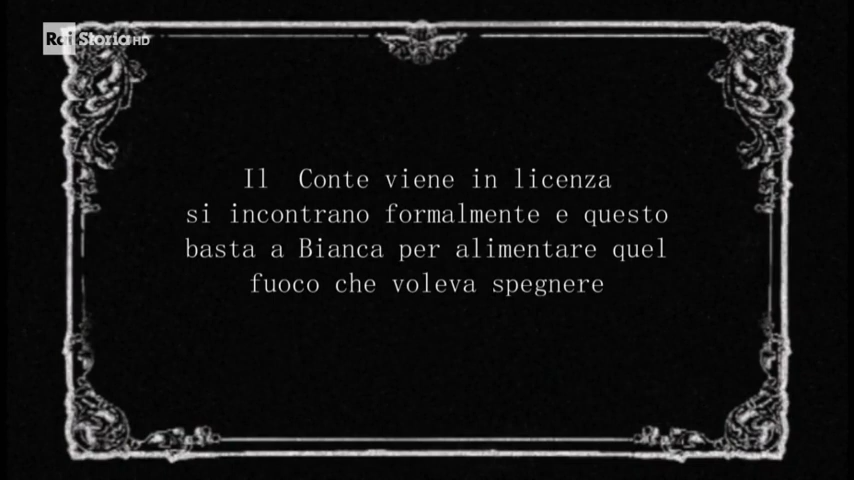 Rai Storia HD
Il Conte viene in licenza
si incontrano formalmente e questo
basta a Bianca per alimentare quel
fuoco che voleva spegnere